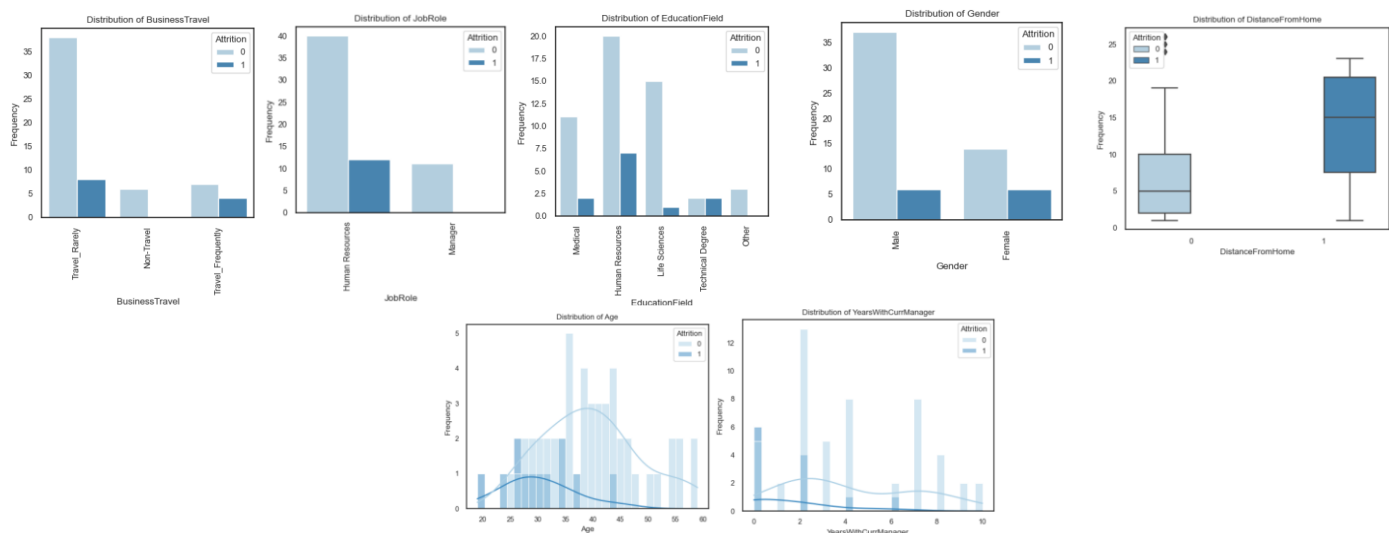 Distribution of BusinessTravel
Attrition
0
1
Frequency
35
30
25
20
15
10
5
0
Travel_Rarely
Non-Travel
Travel_Frequently
BusinessTravel
Distribution of JobRole
Attrition
0
1
Frequency
40
35
30
25
20
15
10
5
0
Human Resources
Manager
JobRole
Distribution of EducationField
Attrition
0
1
Frequency
20.0
17.5
15.0
12.5
10.0
7.5
5.0
2.5
0.0
Medical
Human Resources
Life Sciences
Technical Degree
Other
EducationField
Distribution of Gender
Attrition
0
1
Frequency
35
30
25
20
15
10
5
0
Male
Female
Gender
Distribution of DistanceFromHome
Attrition
0
1
Frequency
25
20
15
10
5
0
0 1
DistanceFromHome
Distribution of Age
Attrition
0
1
Frequency
5
4
3
2
1
0
20 25 30 35 40 45 50 55 60
Age
Distribution of YearsWithCurrManager
Attrition
0
1
Frequency
12
10
8
6
4
2
0
0 2 4 6 8 10
YearsWithCurrManager